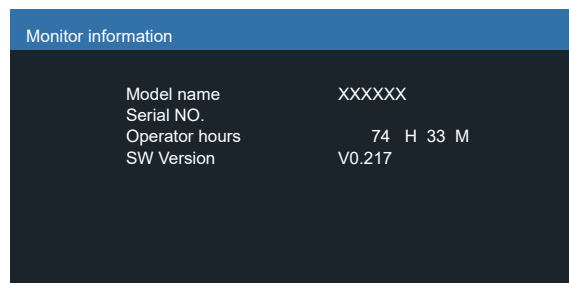 Monitor information
Model name XXXXXX
Serial NO.
Operator hours 74 H 33 M
SW Version V0.217